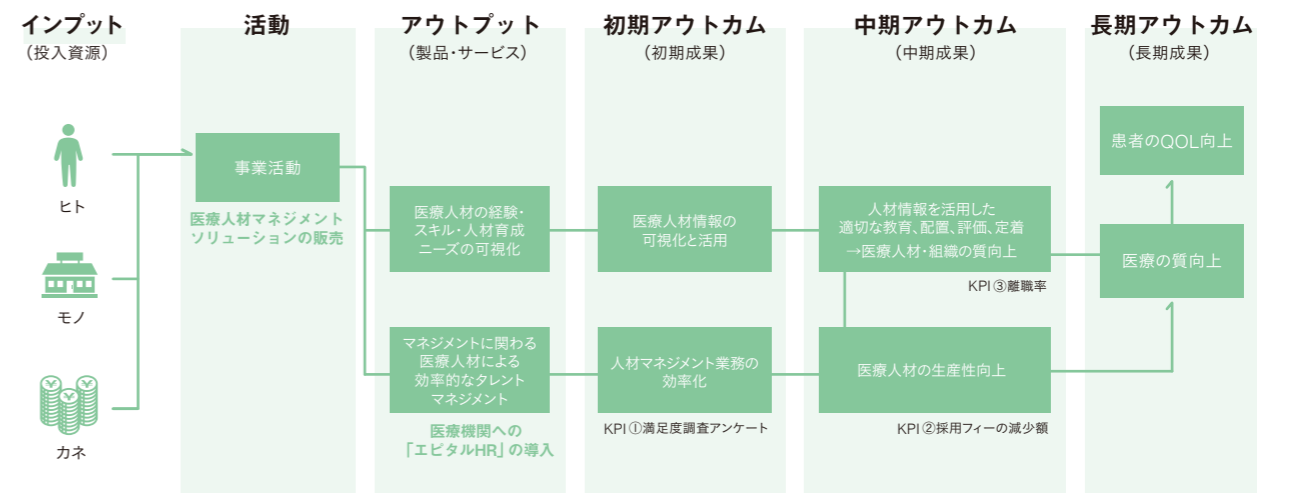 インプット
(投入資源)
ヒト
モノ
カネ
活動
事業活動
医療人材マネジメント
ソリューションの販売
アウトプット
(製品・サービス)
医療人材の経験・
スキル・人材育成
ニーズの可視化
マネジメントに関わる
医療人材による
効率的なタレント
マネジメント
医療機関への
「エピタルHR」の導入
初期アウトカム
(初期成果)
医療人材情報の
可視化と活用
人材マネジメント業務の
効率化
KPI①満足度調査アンケート
中期アウトカム
(中期成果)
人材情報を活用した
適切な教育、配置、評価、定着
→医療人材・組織の質向上
KPI③離職率
医療人材の生産性向上
KPI②採用フィーの減少額
長期アウトカム
(長期成果)
患者のQOL向上
医療の質向上